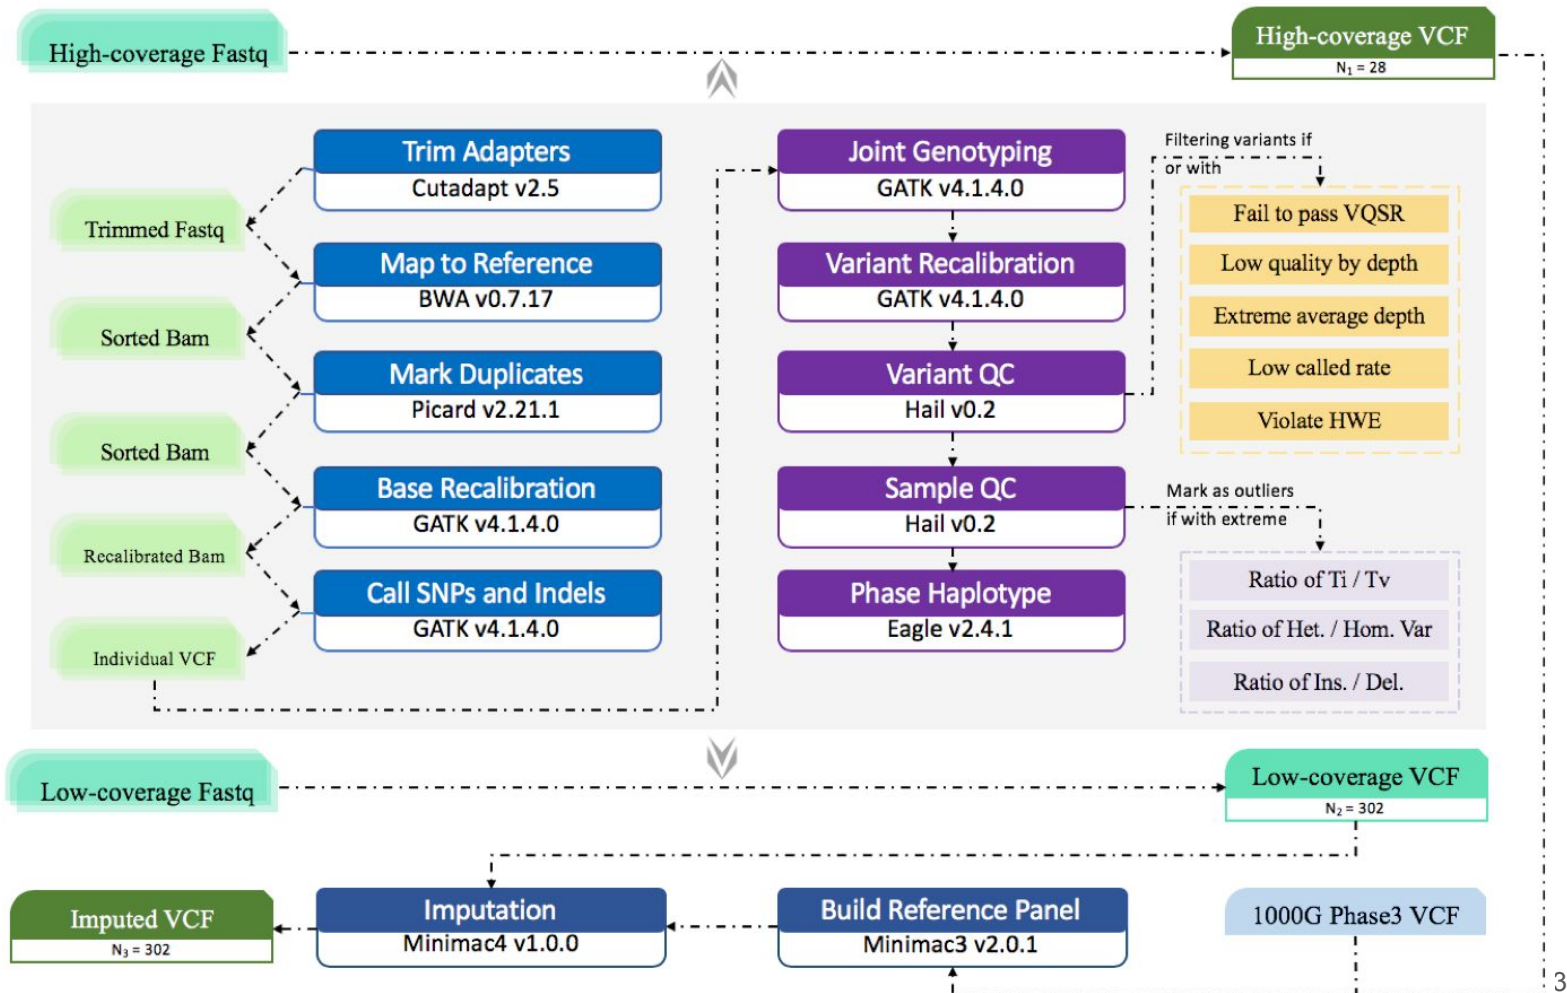 High-coverage Fastq
High-coverage VCF
N₁ = 28
Trim Adapters
Cutadapt v2.5
Trimmed Fastq
Map to Reference
BWA v0.7.17
Sorted Bam
Mark Duplicates
Picard v2.21.1
Sorted Bam
Base Recalibration
GATK v4.1.4.0
Recalibrated Bam
Call SNPs and Indels
GATK v4.1.4.0
Individual VCF
Joint Genotyping
GATK v4.1.4.0
Variant Recalibration
GATK v4.1.4.0
Variant QC
Hail v0.2
Sample QC
Hail v0.2
Phase Haplotype
Eagle v2.4.1
Filtering variants if
or with
Fail to pass VQSR
Low quality by depth
Extreme average depth
Low called rate
Violate HWE
Mark as outliers
if with extreme
Ratio of Ti / Tv
Ratio of Het. / Hom. Var
Ratio of Ins. / Del.
Low-coverage Fastq
Low-coverage VCF
N₂ = 302
Imputed VCF
N₃ = 302
Imputation
Minimac4 v1.0.0
Build Reference Panel
Minimac3 v2.0.1
1000G Phase3 VCF
3